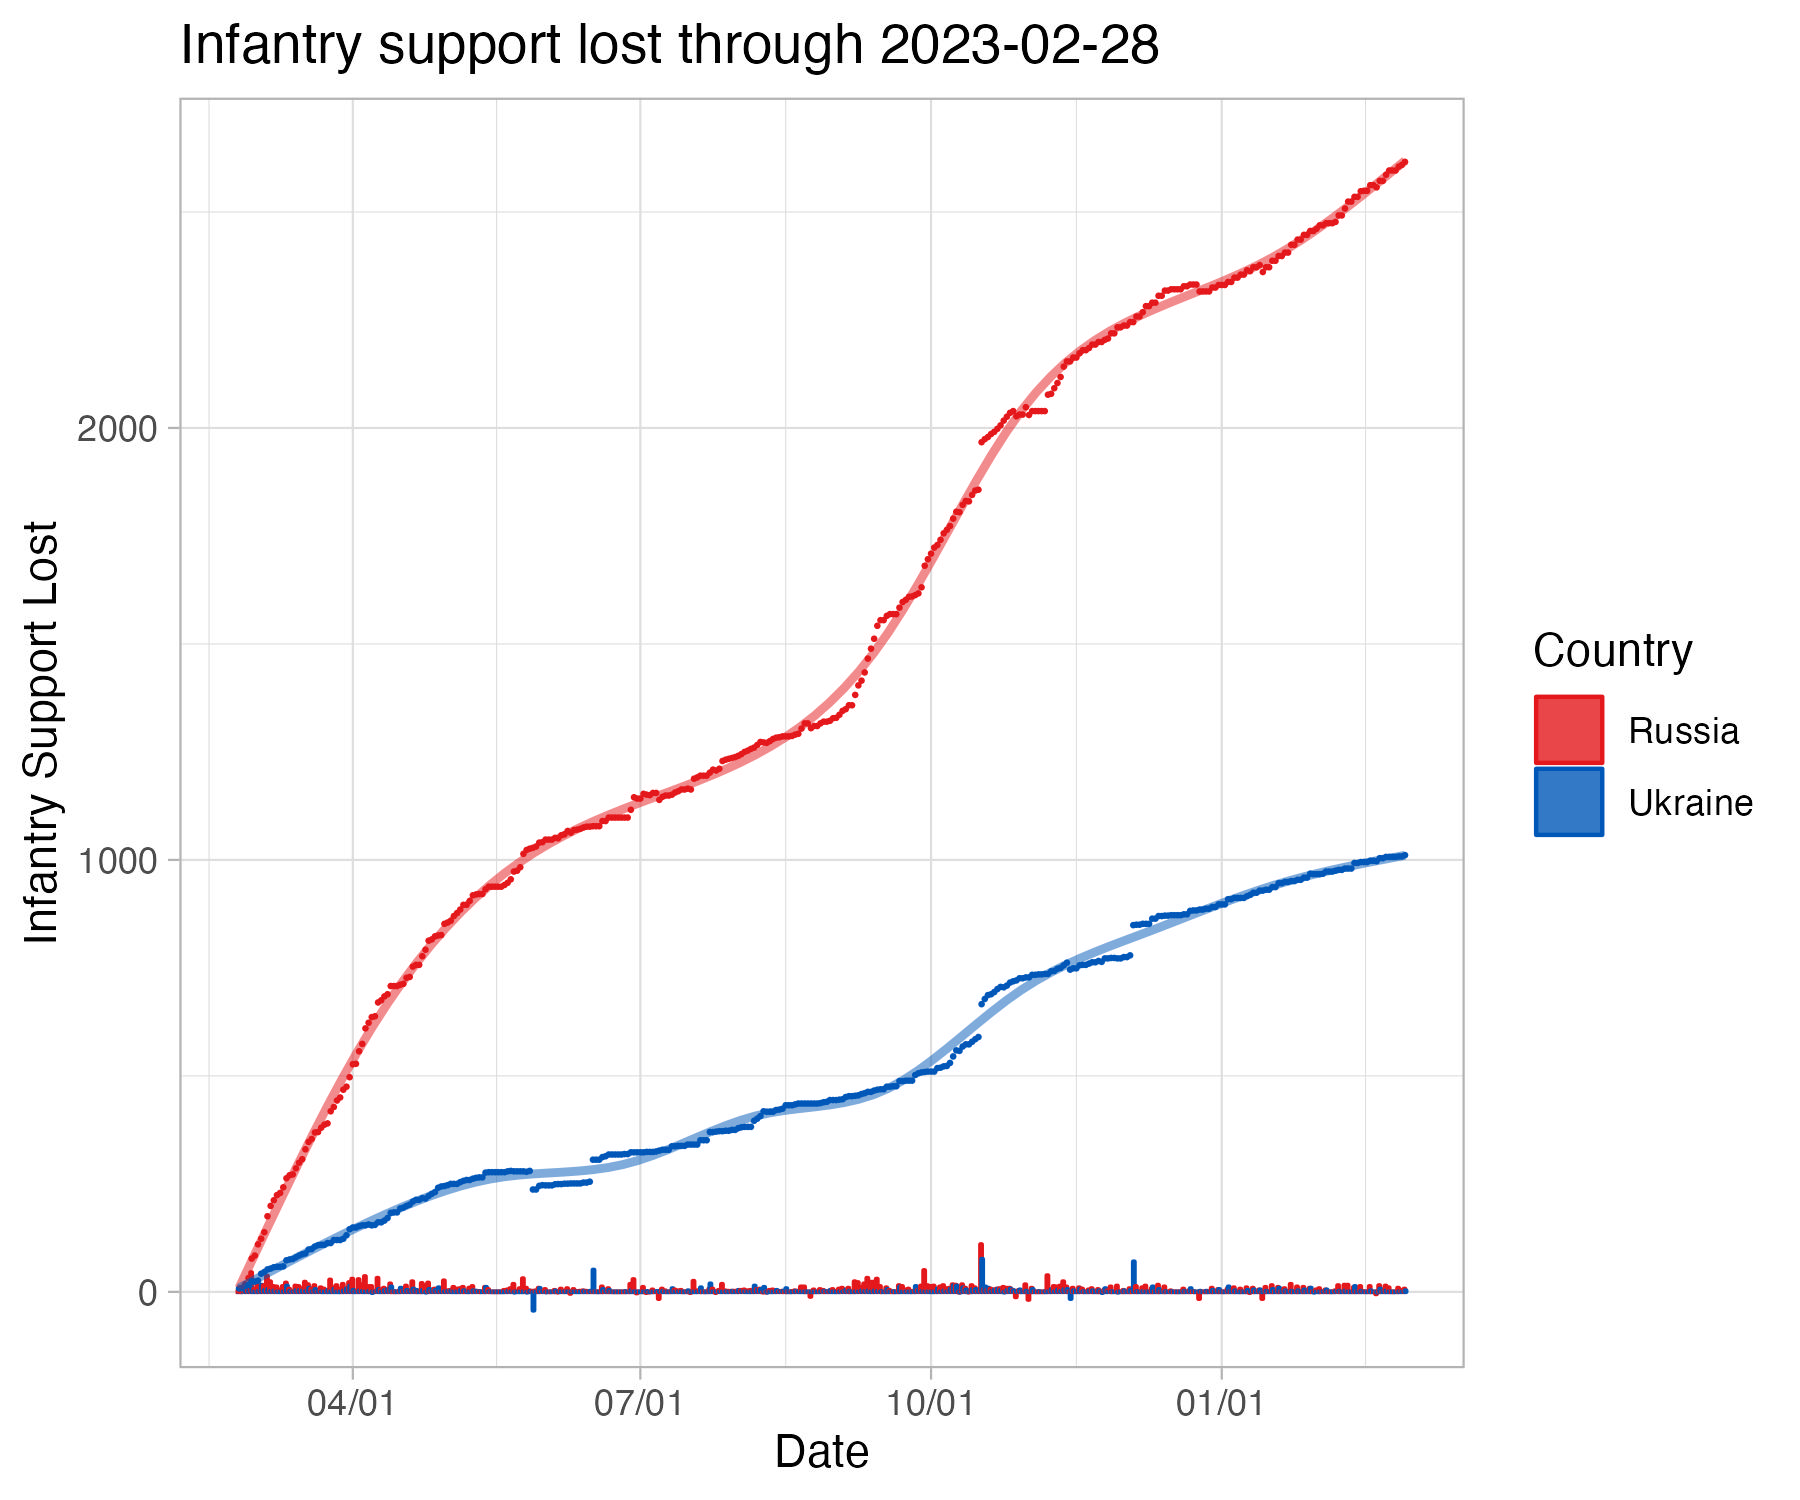 Infantry support lost through 2023-02-28
Infantry Support Lost
2000
1000
0
04/01
07/01
10/01
01/01
Date
Country
Russia
Ukraine